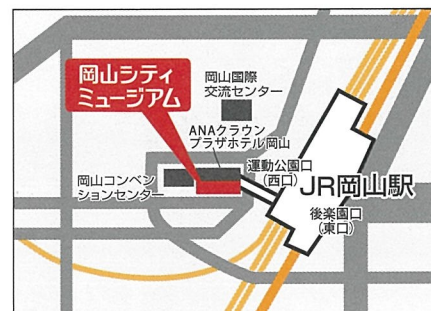 岡山シティ
ミュージアム
岡山国際
交流センター
ANAクラウン
プラザホテル岡山
岡山コンベン
ションセンター
運動公園口
(西口)
JR岡山駅
後楽園口
(東口)